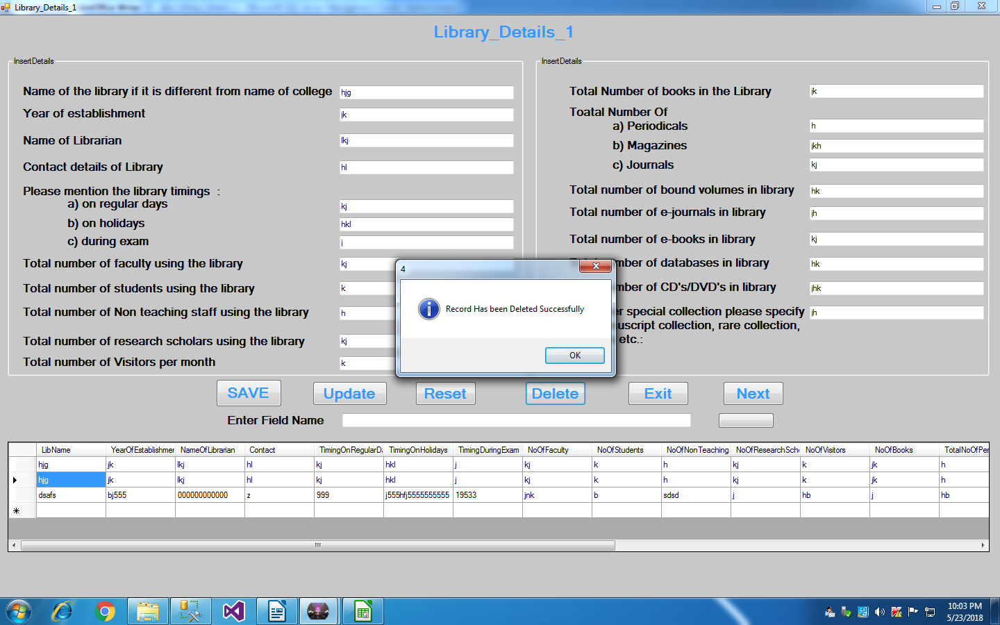 Library_Details_1
Library_Details_1
InsertDetails
Name of the library if it is different from name of college hjg
Year of establishment jk
Name of Librarian lkj
Contact details of Library hl
Please mention the library timings :
a) on regular days kj
b) on holidays hkl
c) during exam j
Total number of faculty using the library kj
Total number of students using the library k
Total number of Non teaching staff using the library h
Total number of research scholars using the library kj
Total number of Visitors per month k
InsertDetails
Total Number of books in the Library jk
Toatal Number Of
a) Periodicals h
b) Magazines jkh
c) Journals kj
Total number of bound volumes in library hk
Total number of e-journals in library jh
Total number of e-books in library kj
mber of databases in library hk
mber of CD's/DVD's in library jhk
er special collection please specify jh
uscript collection, rare collection,
etc.:
4
Record Has been Deleted Successfully
OK
SAVE Update Reset Delete Exit Next
Enter Field Name
LibName YearOfEstablishmer NameOfLibrarian Contact TimingOnRegularDa TimingOnHolidays TimingDuringExam NoOfFaculty NoOfStudents NoOfNonTeaching NoOfResearchScho NoOfVisitors NoOfBooks TotalNoOfPer
hjg jk lkj hl kj hkl j kj k h kj k jk h
hjg jk lkj hl kj hkl j kj k h kj k jk h
dsafs bj555 000000000000 z 999 j555hfj5555555555 19533 jnk b sdsd j hb j hb
10:03 PM
5/23/2018